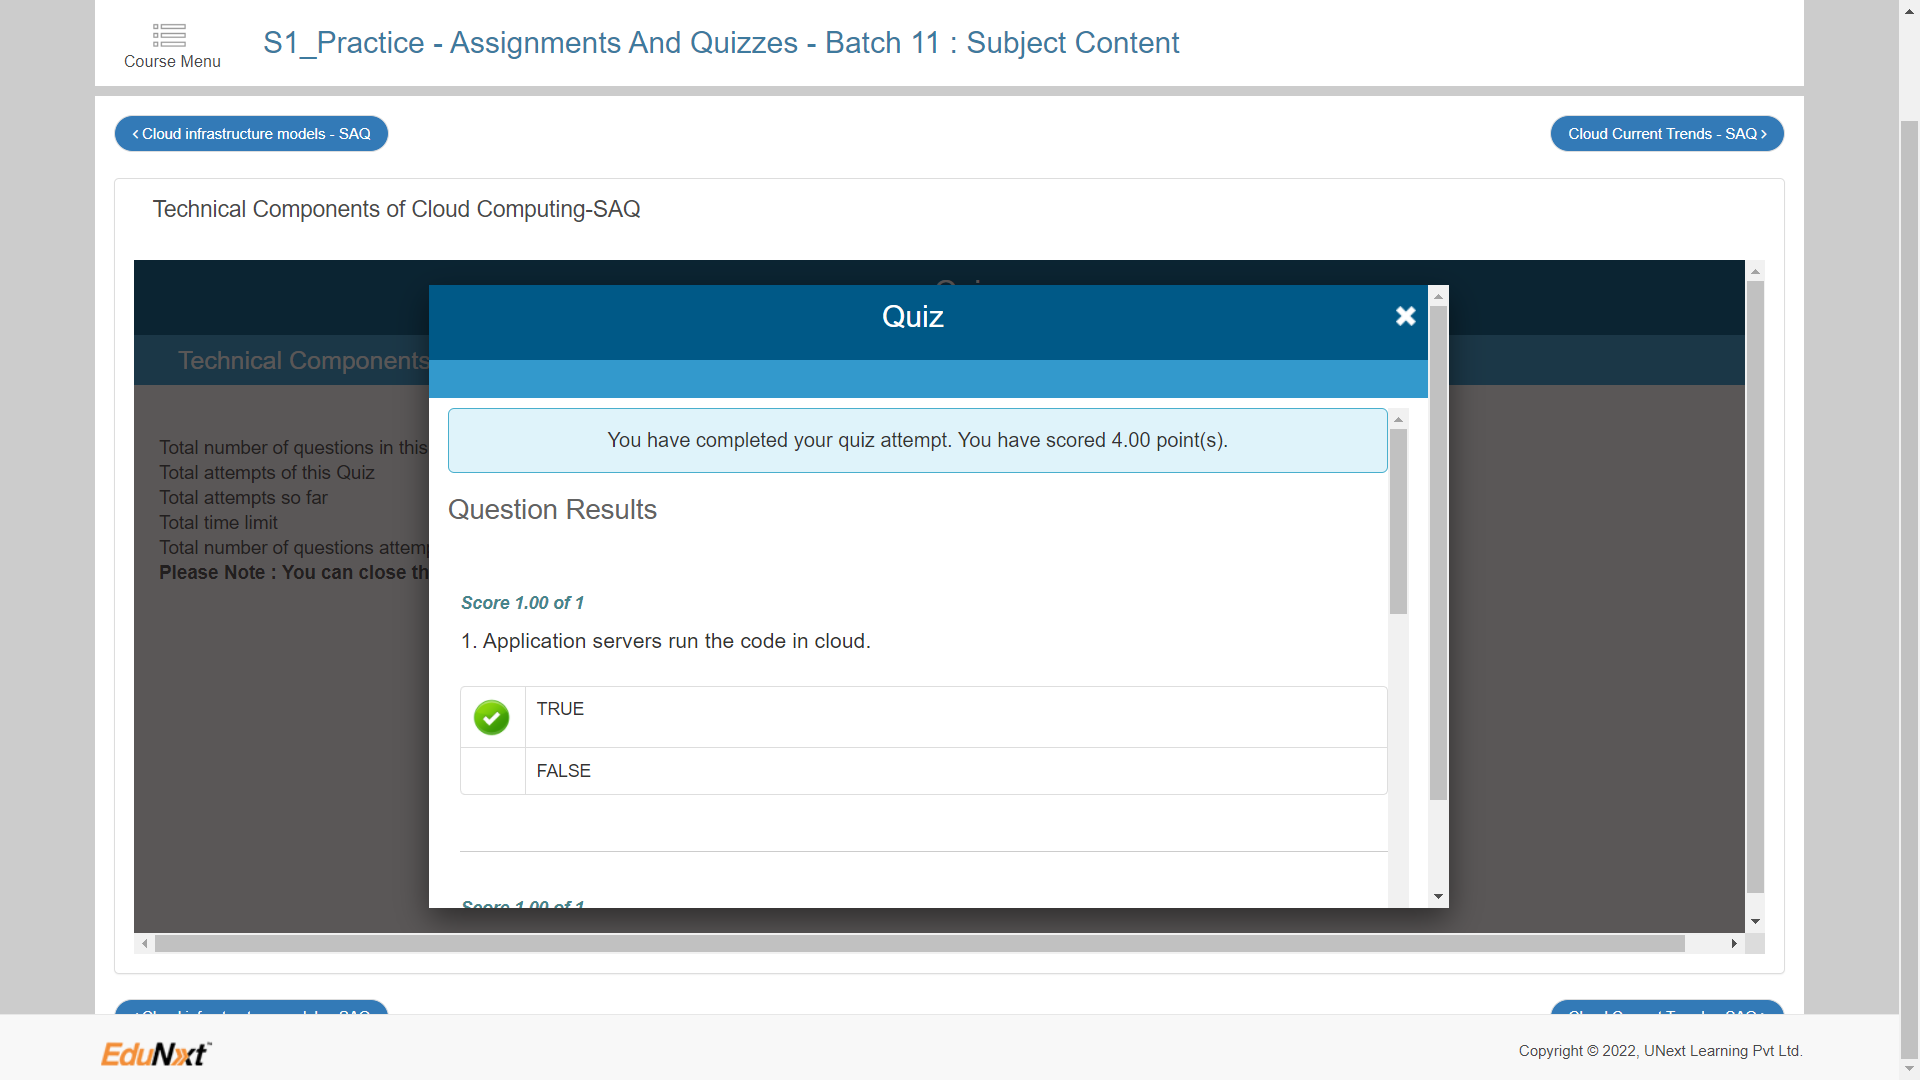 Course Menu
S1_Practice - Assignments And Quizzes - Batch 11 : Subject Content
Cloud infrastructure models - SAQ
Cloud Current Trends - SAQ
Technical Components of Cloud Computing-SAQ
Quiz
Technical Components
Total number of questions in this
Total attempts of this Quiz
Total attempts so far
Total time limit
Total number of questions
Please Note : You can close
You have completed your quiz attempt. You have scored 4.00 point(s).
Question Results
Score 1.00 of 1
1. Application servers run the code in cloud.
TRUE
FALSE
Score 1.00 of 1
EduNxt
Copyright © 2022, UNext Learning Pvt Ltd.